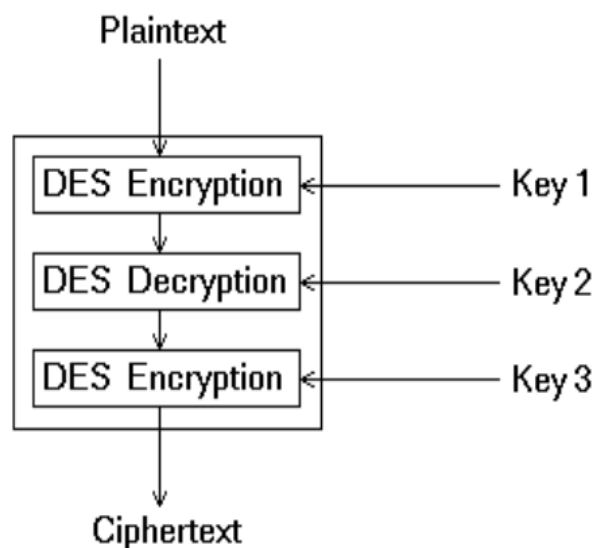 Plaintext
DES Encryption
Key 1
DES Decryption
Key 2
DES Encryption
Key 3
Ciphertext